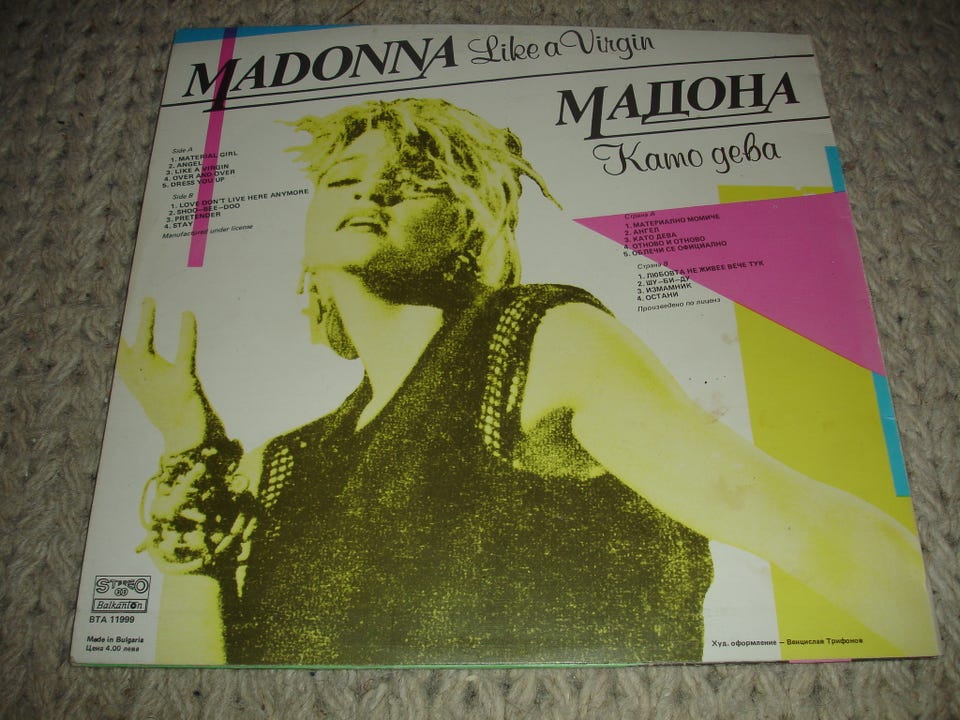 MADONNA Like a Virgin
МАДОНА
Като дева
Side A
1. MATERIAL GIRL
2. ANGEL
3. LIKE A VIRGIN
4. OVER AND OVER
5. DRESS YOU UP
Side B
1. LOVE DON'T LIVE HERE ANYMORE
2. SHOO-BEE-DOO
3. PRETENDER
4. STAY
Manufactured under license
Страна А
1. МАТЕРИАЛНО МОМИЧЕ
2. АНГЕЛ
3. КАТО ДЕВА
4. ОТНОВО И ОТНОВО
5. ОБЛЕЧИ СЕ ОФИЦИАЛНО
Страна В
1. ЛЮБОВТА НЕ ЖИВЕЕ ВЕЧЕ ТУК
2. ШУ-БИ-ДУ
3. ИЗМАМНИК
4. ОСТАНИ
Произведено по лиценз
STEREO
Balkanton
BTA 11999
Made in Bulgaria
Цена 4.00 лева
Худ. оформление — Венцислав Трифонов